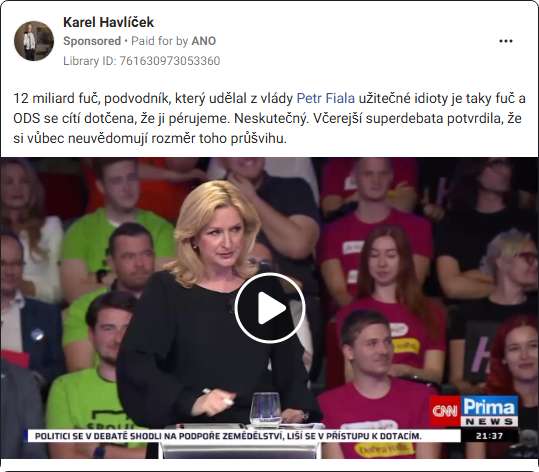 Karel Havlíček
Sponsored • Paid for by ANO
Library ID: 761630973053360
12 miliard fuč, podvodník, který udělal z vlády Petr Fiala užitečné idioty je taky fuč a
ODS se cítí dotčena, že ji pérujeme. Neskutečný. Včerejší superdebata potvrdila, že
si vůbec neuvědomují rozměr toho průšvihu.
CNN Prima
NEWS
POLITICI SE V DEBATĚ SHODLI NA PODPOŘE ZEMĚDĚLSTVÍ, LIŠÍ SE V PŘÍSTUPU K DOTACÍM.
21:37